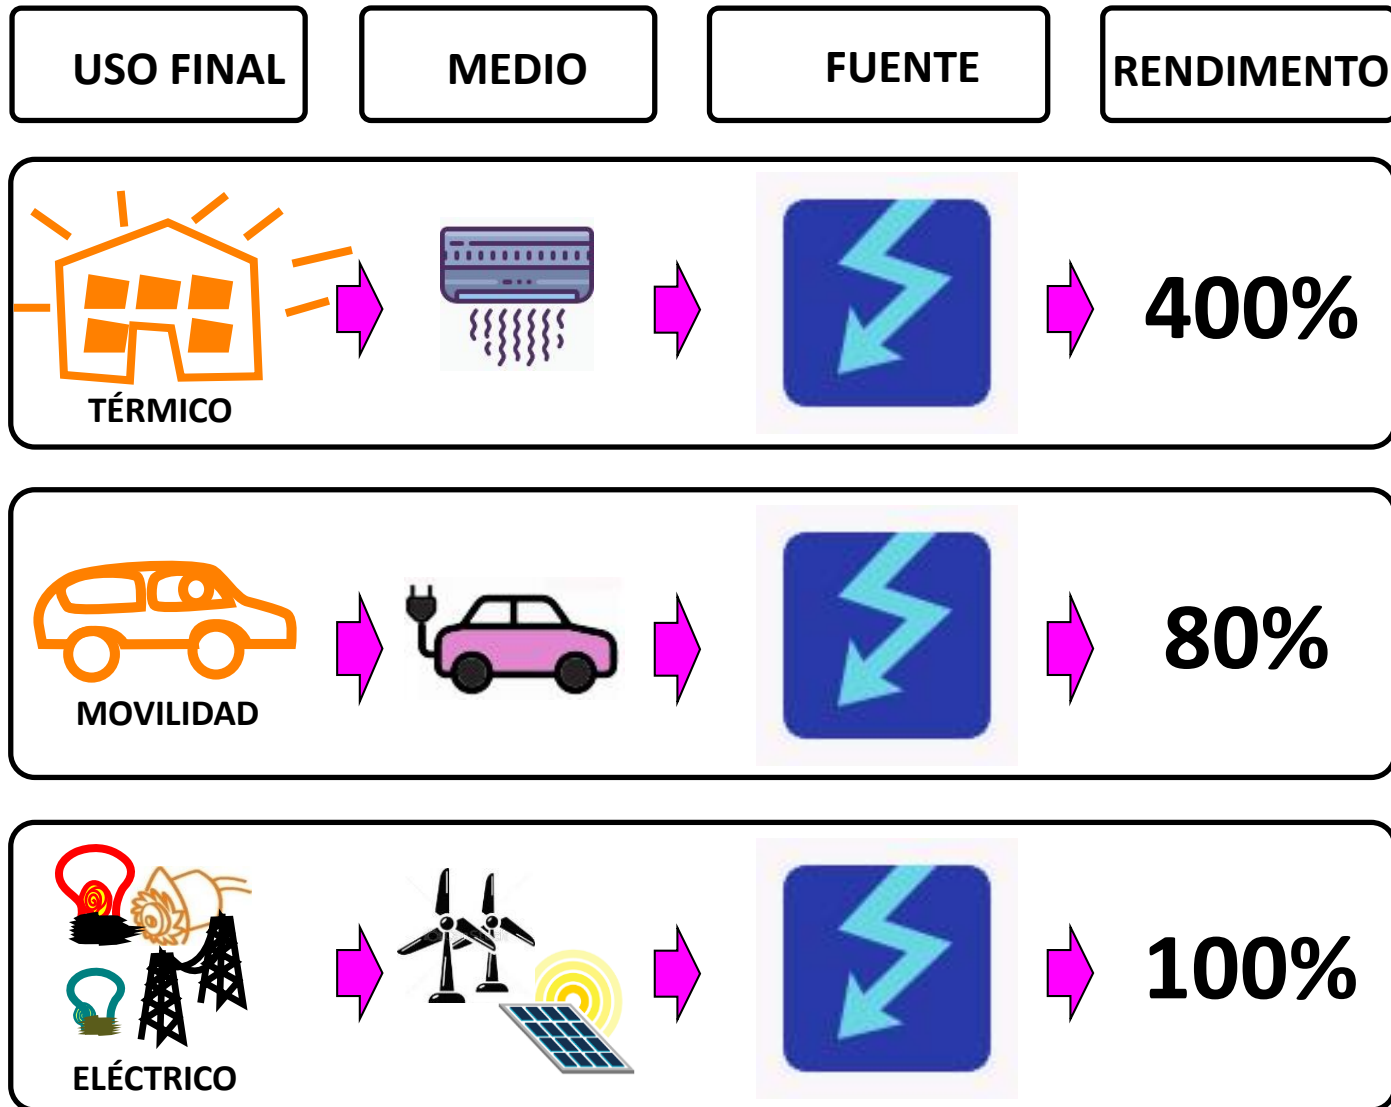 USO FINAL
MEDIO
FUENTE
RENDIMENTO
400%
TÉRMICO
80%
MOVILIDAD
100%
ELÉCTRICO